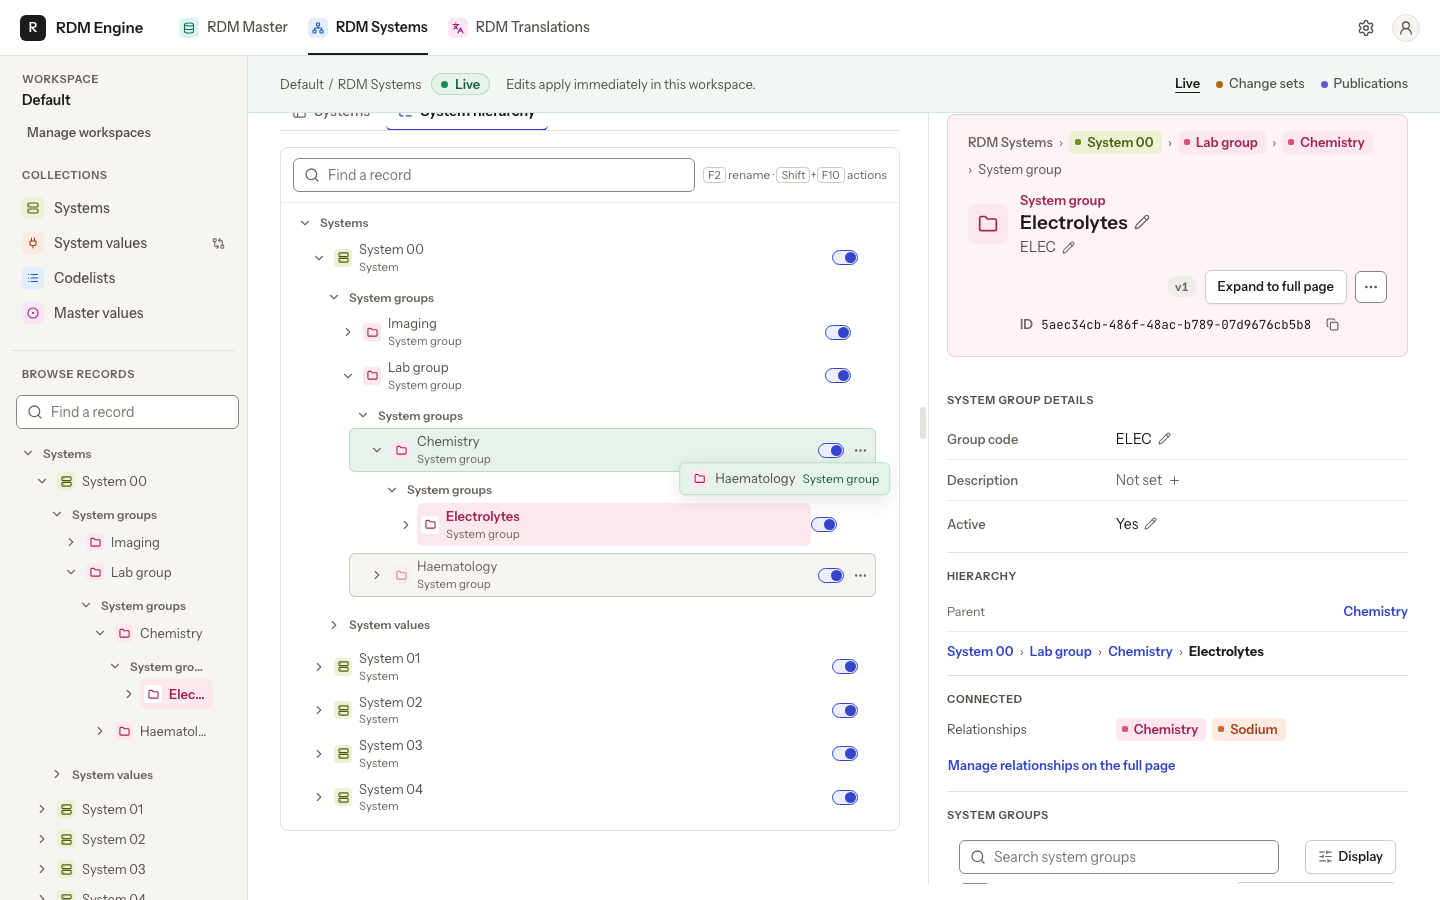 R RDM Engine RDM Master RDM Systems RDM Translations
WORKSPACE
Default
Manage workspaces
COLLECTIONS
Systems
System values
Codelists
Master values
BROWSE RECORDS
Find a record
Systems
System 00
System groups
Imaging
Lab group
System groups
Chemistry
System gro...
Elec...
Haematol...
System values
System 01
System 02
System 03
System 04
Default / RDM Systems Live Edits apply immediately in this workspace.
Live Change sets Publications
Systems System hierarchy
Find a record F2 rename · Shift + F10 actions
Systems
System 00
System
System groups
Imaging
System group
Lab group
System group
System groups
Chemistry
System group
Haematology System group
System groups
Electrolytes
System group
Haematology
System group
System values
System 01
System
System 02
System
System 03
System
System 04
System
RDM Systems › System 00 › Lab group › Chemistry
› System group
System group
Electrolytes
ELEC
v1 Expand to full page
ID 5aec34cb-486f-48ac-b789-07d9676cb5b8
SYSTEM GROUP DETAILS
Group code ELEC
Description Not set
Active Yes
HIERARCHY
Parent Chemistry
System 00 › Lab group › Chemistry › Electrolytes
CONNECTED
Relationships Chemistry Sodium
Manage relationships on the full page
SYSTEM GROUPS
Search system groups Display